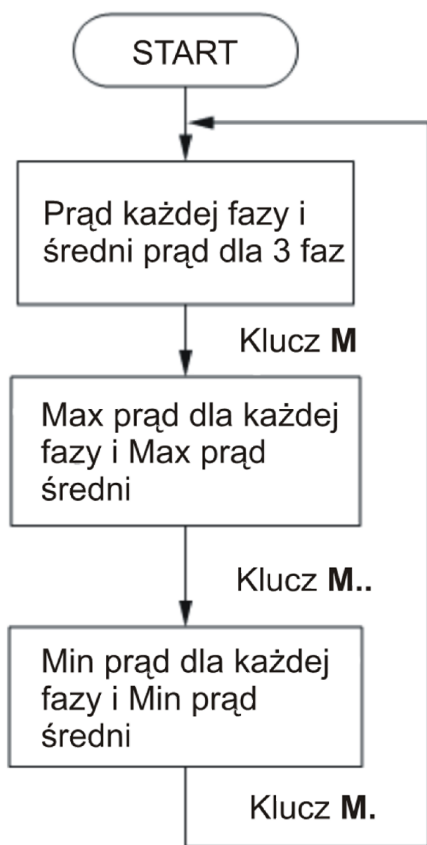 START
Prąd każdej fazy i
średni prąd dla 3 faz
Klucz M
Max prąd dla każdej
fazy i Max prąd
średni
Klucz M..
Min prąd dla każdej
fazy i Min prąd
średni
Klucz M.